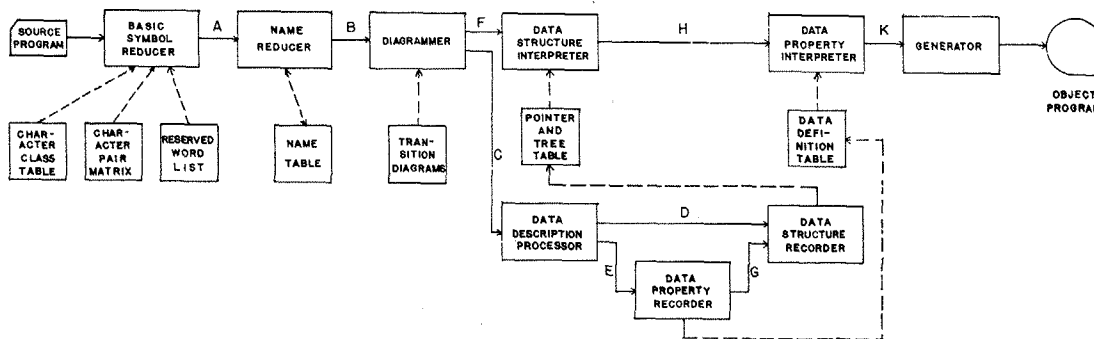 SOURCE
PROGRAM
BASIC
SYMBOL
REDUCER
A
NAME
REDUCER
B
DIAGRAMMER
F
DATA
STRUCTURE
INTERPRETER
H
DATA
PROPERTY
INTERPRETER
K
GENERATOR
OBJECT
PROGRAM
CHAR-
ACTER
CLASS
TABLE
CHAR-
ACTER
PAIR
MATRIX
RESERVED
WORD
LIST
NAME
TABLE
TRAN-
SITION
DIAGRAMS
C
POINTER
AND
TREE
TABLE
DATA
DEFI-
NITION
TABLE
DATA
DESCRIPTION
PROCESSOR
D
DATA
STRUCTURE
RECORDER
E
DATA
PROPERTY
RECORDER
G